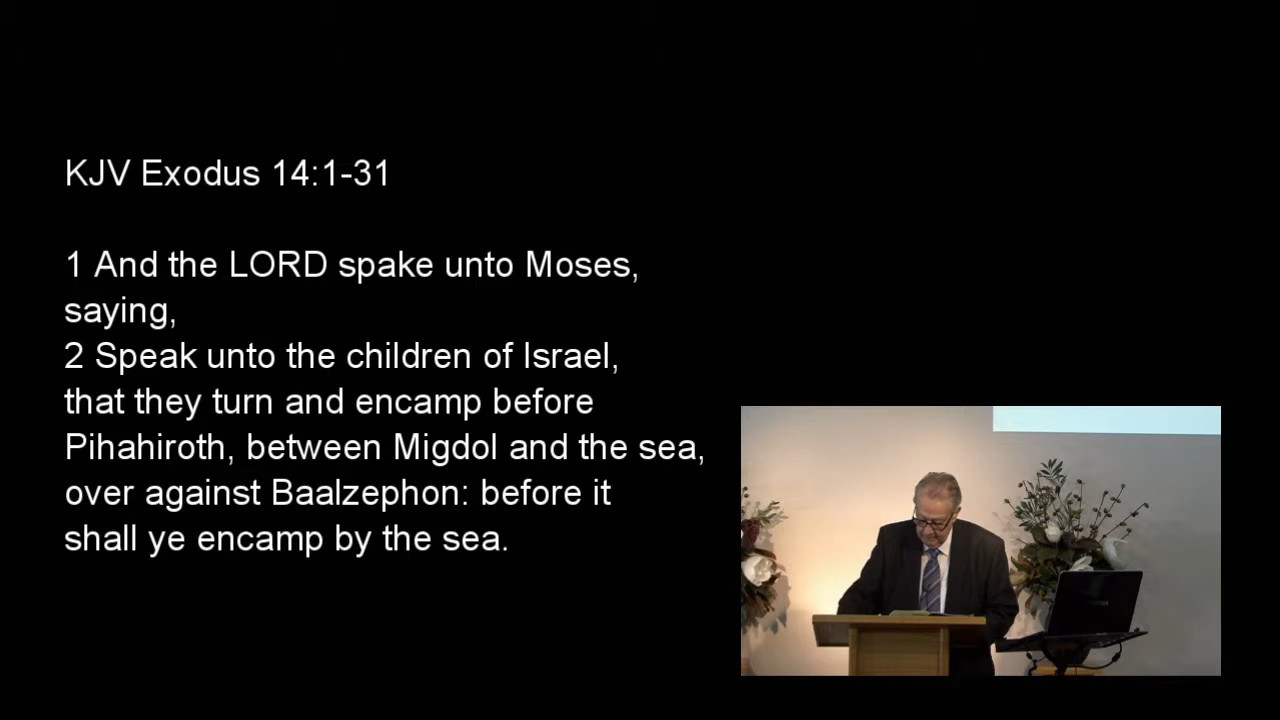 KJV Exodus 14:1-31
1 And the LORD spake unto Moses,
saying,
2 Speak unto the children of Israel,
that they turn and encamp before
Pihahiroth, between Migdol and the sea,
over against Baalzephon: before it
shall ye encamp by the sea.